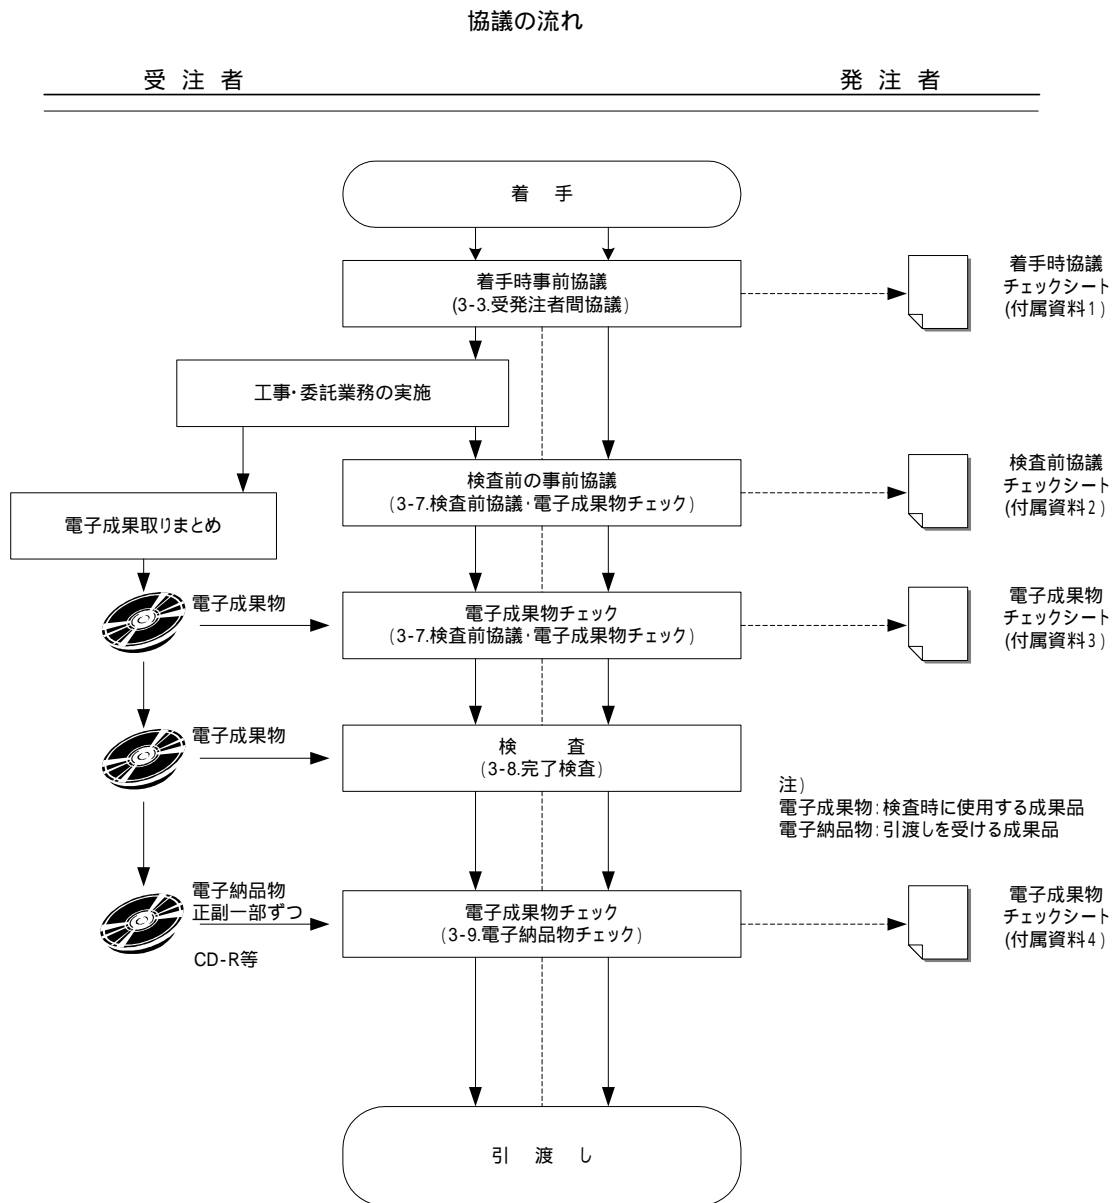 協議の流れ
受 注 者
発 注 者
着 手
着手時事前協議
(3-3.受発注者間協議)
着手時協議
チェックシート
(付属資料1)
工事・委託業務の実施
検査前の事前協議
(3-7.検査前協議・電子成果物チェック)
検査前協議
チェックシート
(付属資料2)
電子成果取りまとめ
電子成果物
電子成果物チェック
(3-7.検査前協議・電子成果物チェック)
電子成果物
チェックシート
(付属資料3)
電子成果物
検 査
(3-8.完了検査)
注)
電子成果物:検査時に使用する成果品
電子納品物:引渡しを受ける成果品
電子納品物
正副一部ずつ
CD-R等
電子成果物チェック
(3-9.電子納品物チェック)
電子成果物
チェックシート
(付属資料4)
引 渡 し